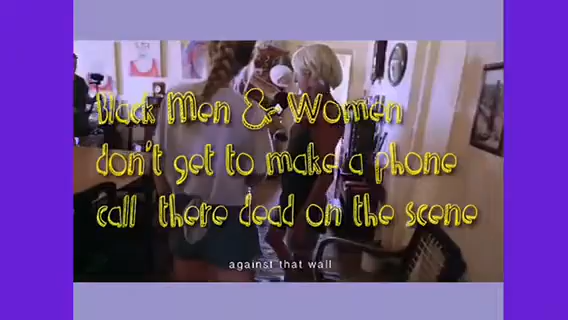 Black Men & Women
don't get to make a phone
call there dead on the scene
against that wall